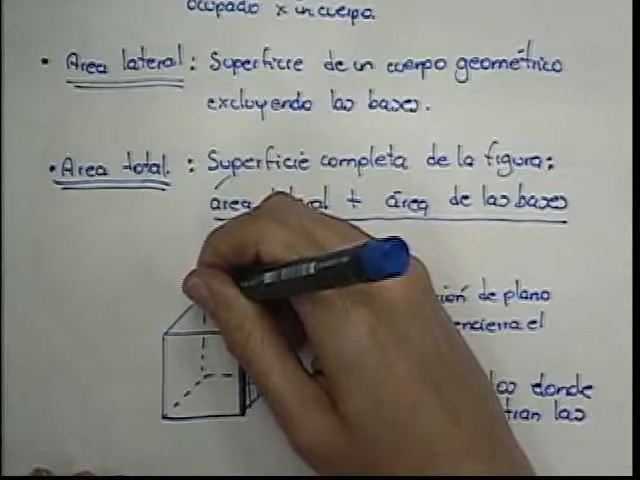 ocupado x un cuerpo.
• Area lateral : Superficie de un cuerpo geométrico
excluyendo las bases.
• Area total. : Superficie completa de la figura:
area + área de las bases
de plano
encierra el
donde
las